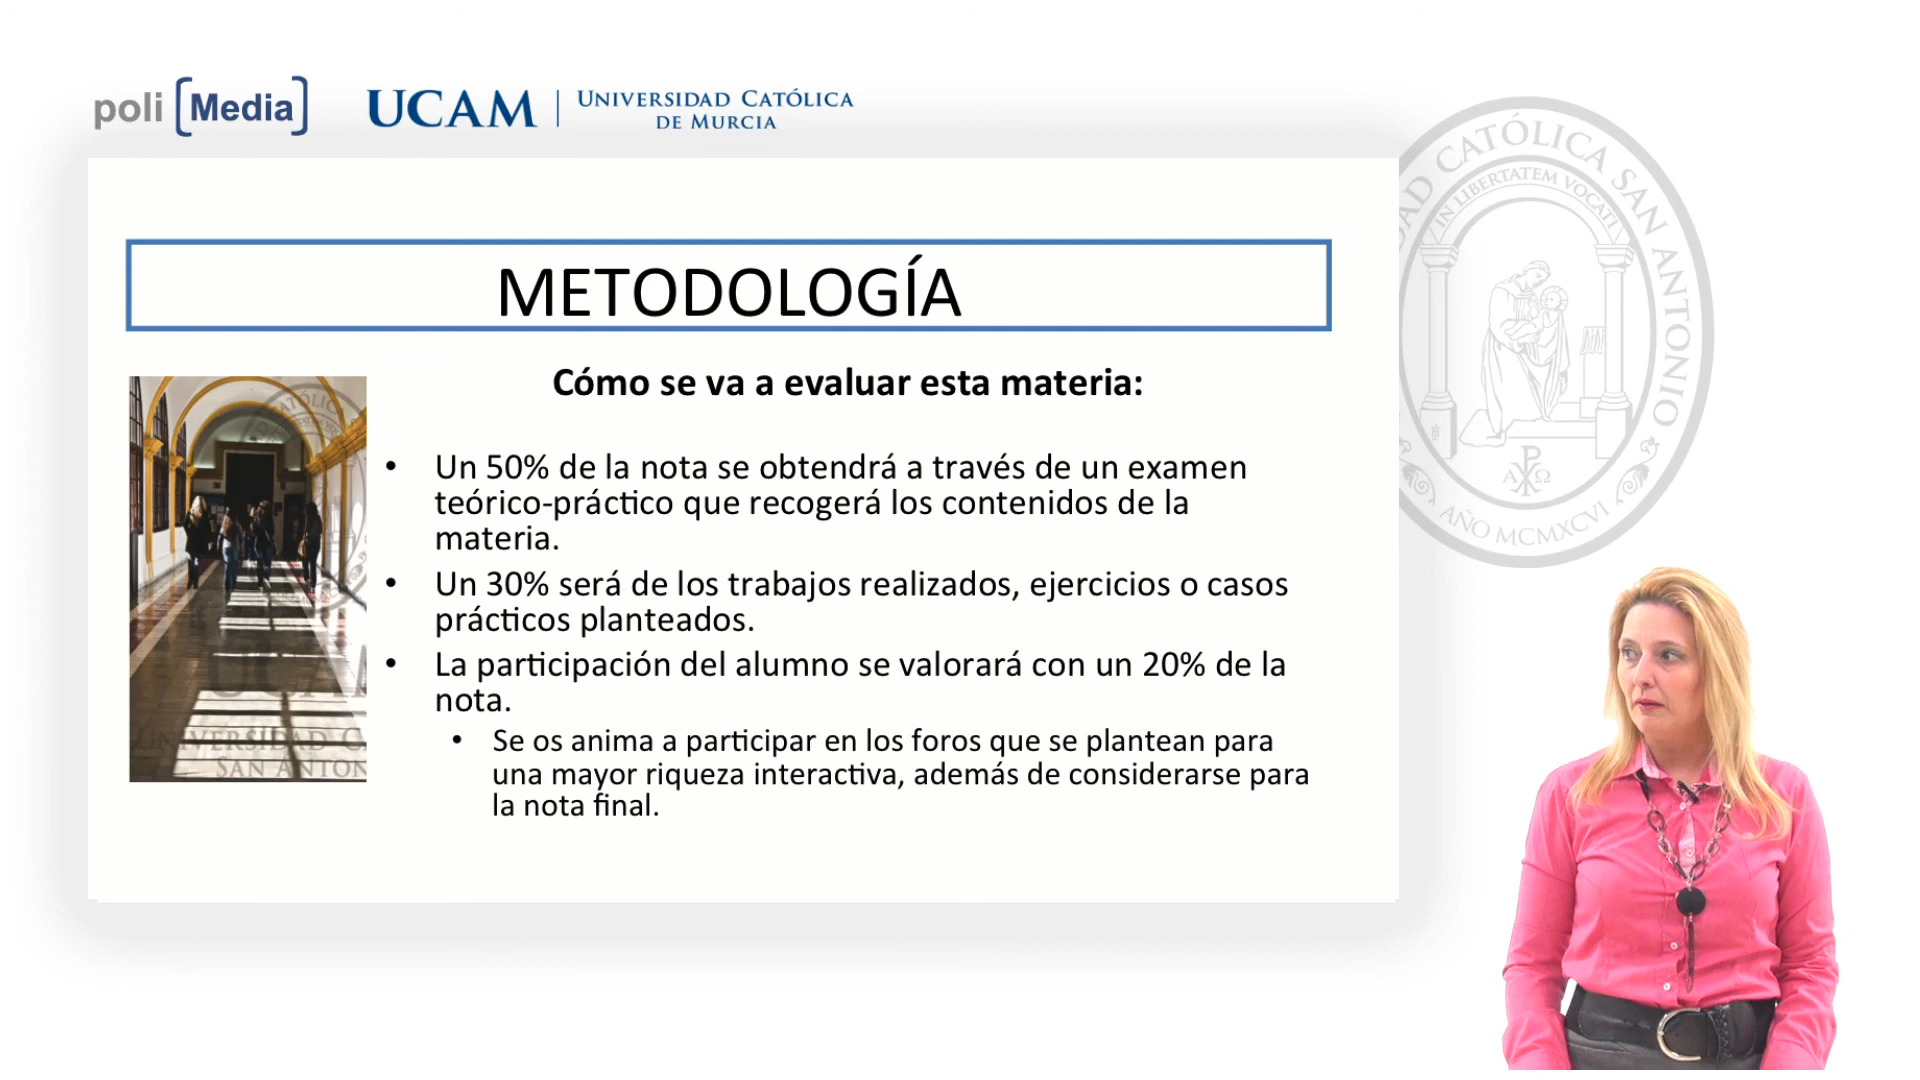 poli [Media]
UCAM
UNIVERSIDAD CATÓLICA
DE MURCIA
CATÓLICA SAN ANTONIO
IN LIBERTATEM VOCATI
AÑO MCMXCVI
METODOLOGÍA
Cómo se va a evaluar esta materia:
• Un 50% de la nota se obtendrá a través de un examen
teórico-práctico que recogerá los contenidos de la
materia.
• Un 30% será de los trabajos realizados, ejercicios o casos
prácticos planteados.
• La participación del alumno se valorará con un 20% de la
nota.
• Se os anima a participar en los foros que se plantean para
una mayor riqueza interactiva, además de considerarse para
la nota final.